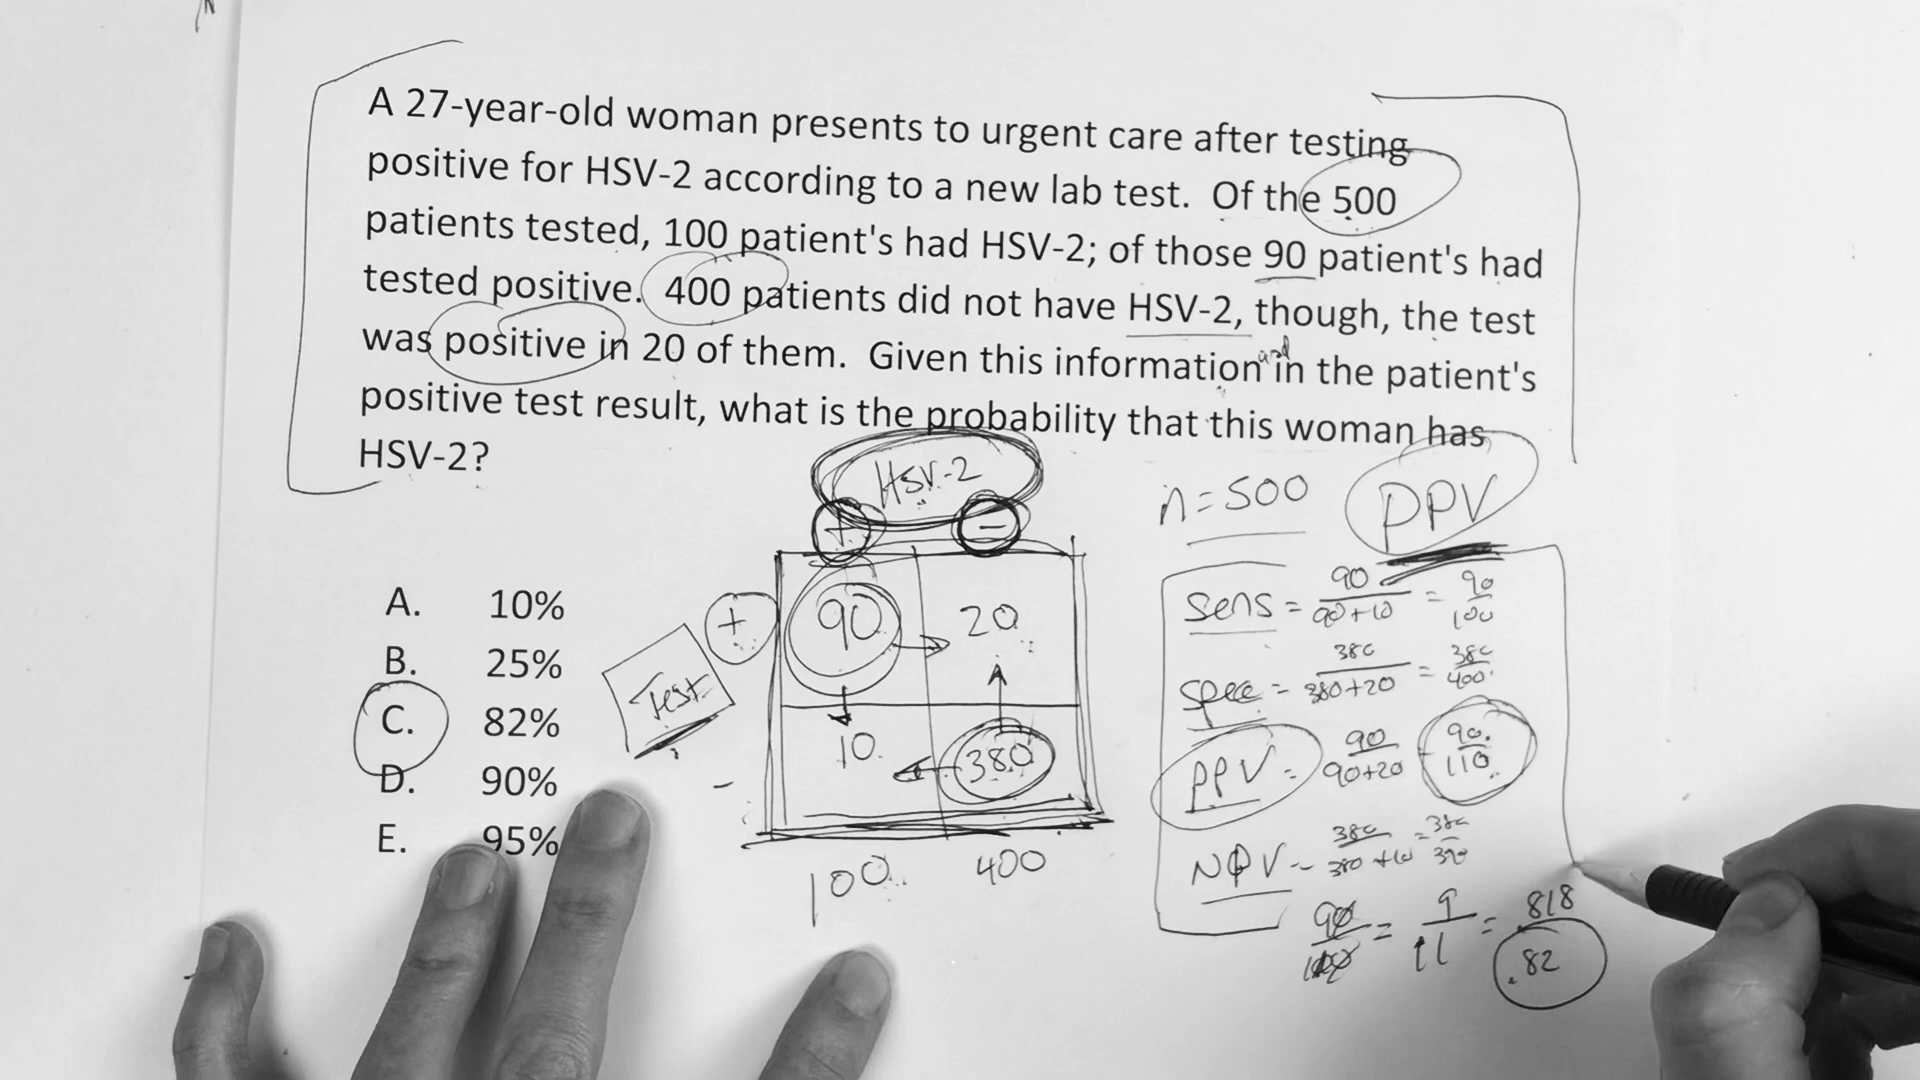 A 27-year-old woman presents to urgent care after testing
positive for HSV-2 according to a new lab test. Of the 500
patients tested, 100 patient's had HSV-2; of those 90 patient's had
tested positive. 400 patients did not have HSV-2, though, the test
was positive in 20 of them. Given this information and in the patient's
positive test result, what is the probability that this woman has
HSV-2?
HSV-2
n=500
PPV
+ −
A. 10%
B. 25%
C. 82%
D. 90%
E. 95%
Test
+
90 20
-
10 380
100 400
Sens = 90/90+10 = 90/100
Spec = 380/380+20 = 380/400
PPV = 90/90+20 90/110
NPV - 380/380+10 = 380/390
90/110 = 9/11 = .818
.82